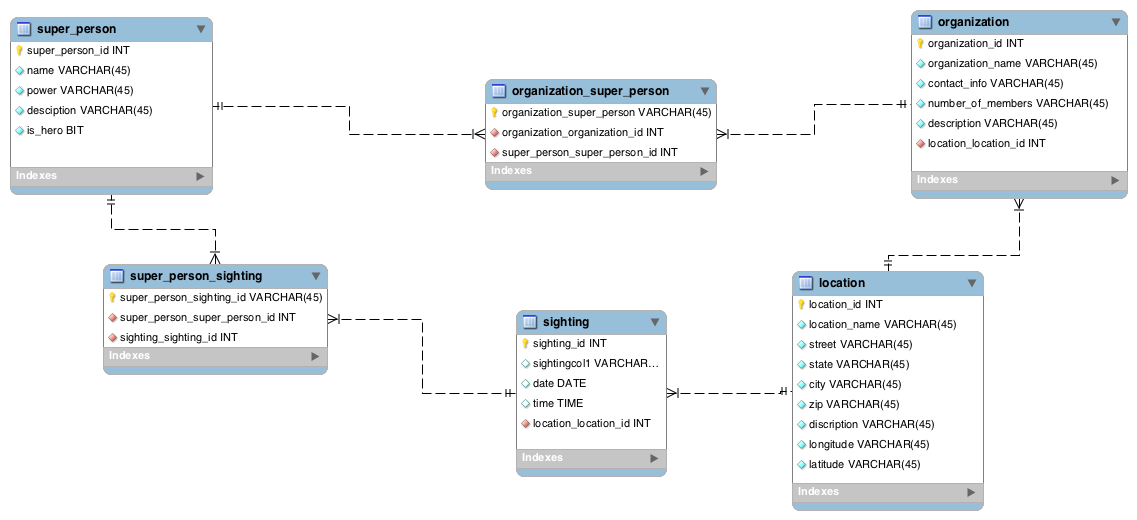 super_person
super_person_id INT
name VARCHAR(45)
power VARCHAR(45)
desciption VARCHAR(45)
is_hero BIT
Indexes
organization_super_person
organization_super_person VARCHAR(45)
organization_organization_id INT
super_person_super_person_id INT
Indexes
organization
organization_id INT
organization_name VARCHAR(45)
contact_info VARCHAR(45)
number_of_members VARCHAR(45)
description VARCHAR(45)
location_location_id INT
Indexes
super_person_sighting
super_person_sighting_id VARCHAR(45)
super_person_super_person_id INT
sighting_sighting_id INT
Indexes
sighting
sighting_id INT
sightingcol1 VARCHAR...
date DATE
time TIME
location_location_id INT
Indexes
location
location_id INT
location_name VARCHAR(45)
street VARCHAR(45)
state VARCHAR(45)
city VARCHAR(45)
zip VARCHAR(45)
discription VARCHAR(45)
longitude VARCHAR(45)
latitude VARCHAR(45)
Indexes